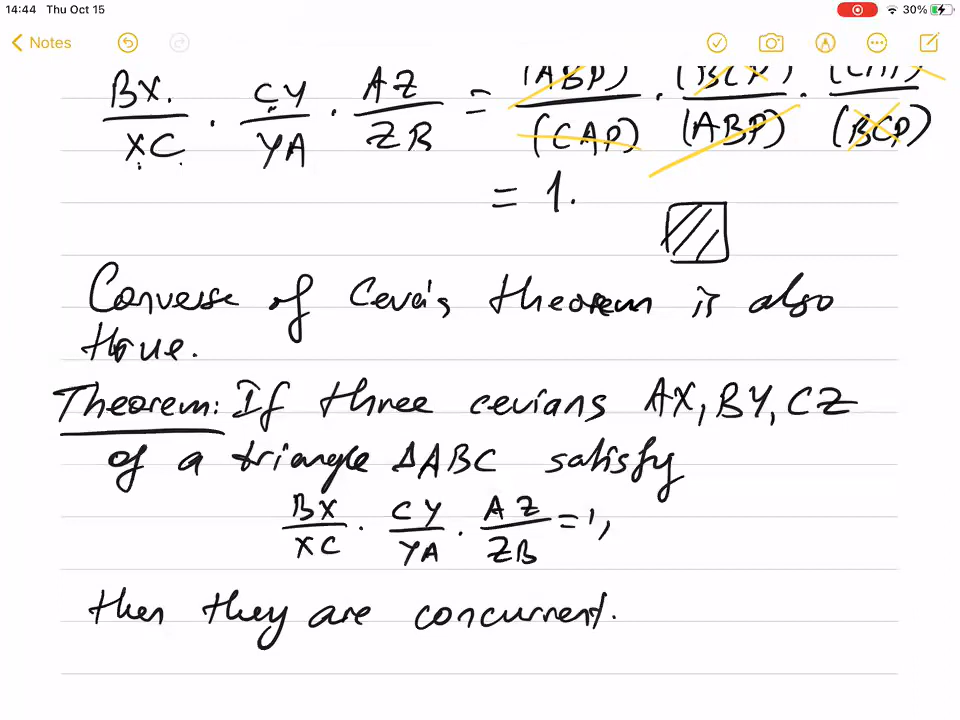 14:44 Thu Oct 15 30%
Notes
BX/XC · CY/YA · AZ/ZB = (ABP)/(CAP) · (BCP)/(ABP) · (CAP)/(BCP)
= 1.
Converse of Ceva's theorem is also
true.
Theorem: If three cevians AX, BY, CZ
of a triangle ΔABC satisfy
BX/XC · CY/YA · AZ/ZB = 1,
then they are concurrent.